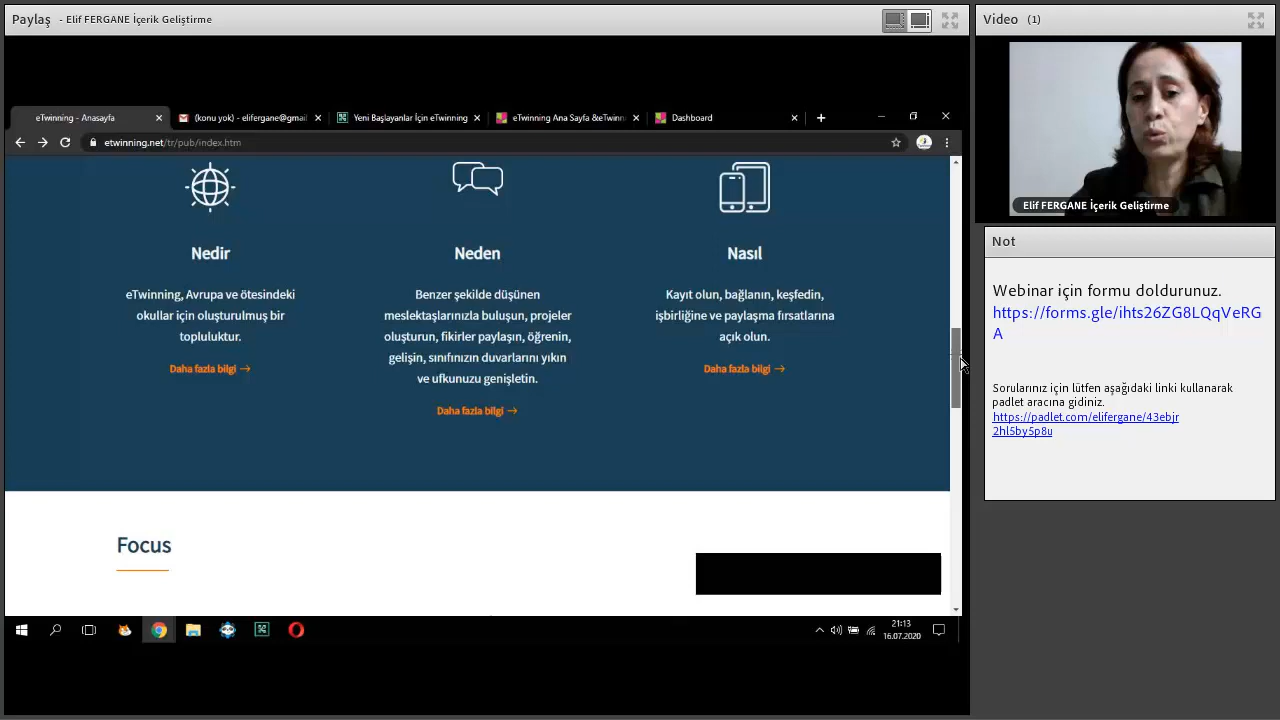 Paylaş - Elif FERGANE İçerik Geliştirme
eTwinning - Anasayfa
(konu yok) - elifergane@gmai
Yeni Başlayanlar İçin eTwinning
eTwinning Ana Sayfa &eTwinn
Dashboard
etwinning.net/tr/pub/index.htm
Nedir
eTwinning, Avrupa ve ötesindeki
okullar için oluşturulmuş bir
topluluktur.
Daha fazla bilgi →
Neden
Benzer şekilde düşünen
meslektaşlarınızla buluşun, projeler
oluşturun, fikirler paylaşın, öğrenin,
gelişin, sınıfınızın duvarlarını yıkın
ve ufkunuzu genişletin.
Daha fazla bilgi →
Nasıl
Kayıt olun, bağlanın, keşfedin,
işbirliğine ve paylaşma fırsatlarına
açık olun.
Daha fazla bilgi →
Focus
21:13
16.07.2020
Video (1)
Elif FERGANE İçerik Geliştirme
Not
Webinar için formu doldurunuz.
https://forms.gle/ihts26ZG8LQqVeRG
A
Sorularınız için lütfen aşağıdaki linki kullanarak
padlet aracına gidiniz.
https://padlet.com/elifergane/43ebjr
2hl5by5p8u